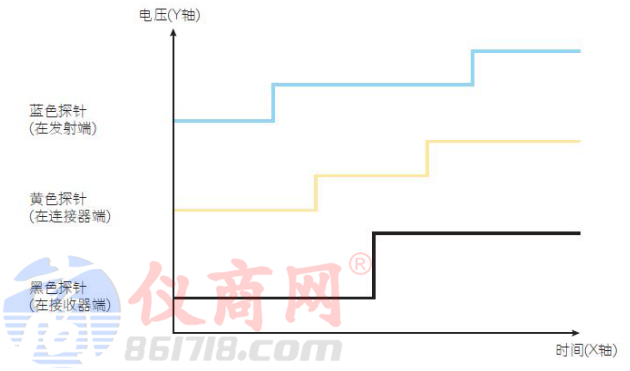 电压(Y轴)
蓝色探针
(在发射端)
黄色探针
(在连接器端)
黑色探针
(在接收器端)
仪商网®
861718.com
时间(X轴)